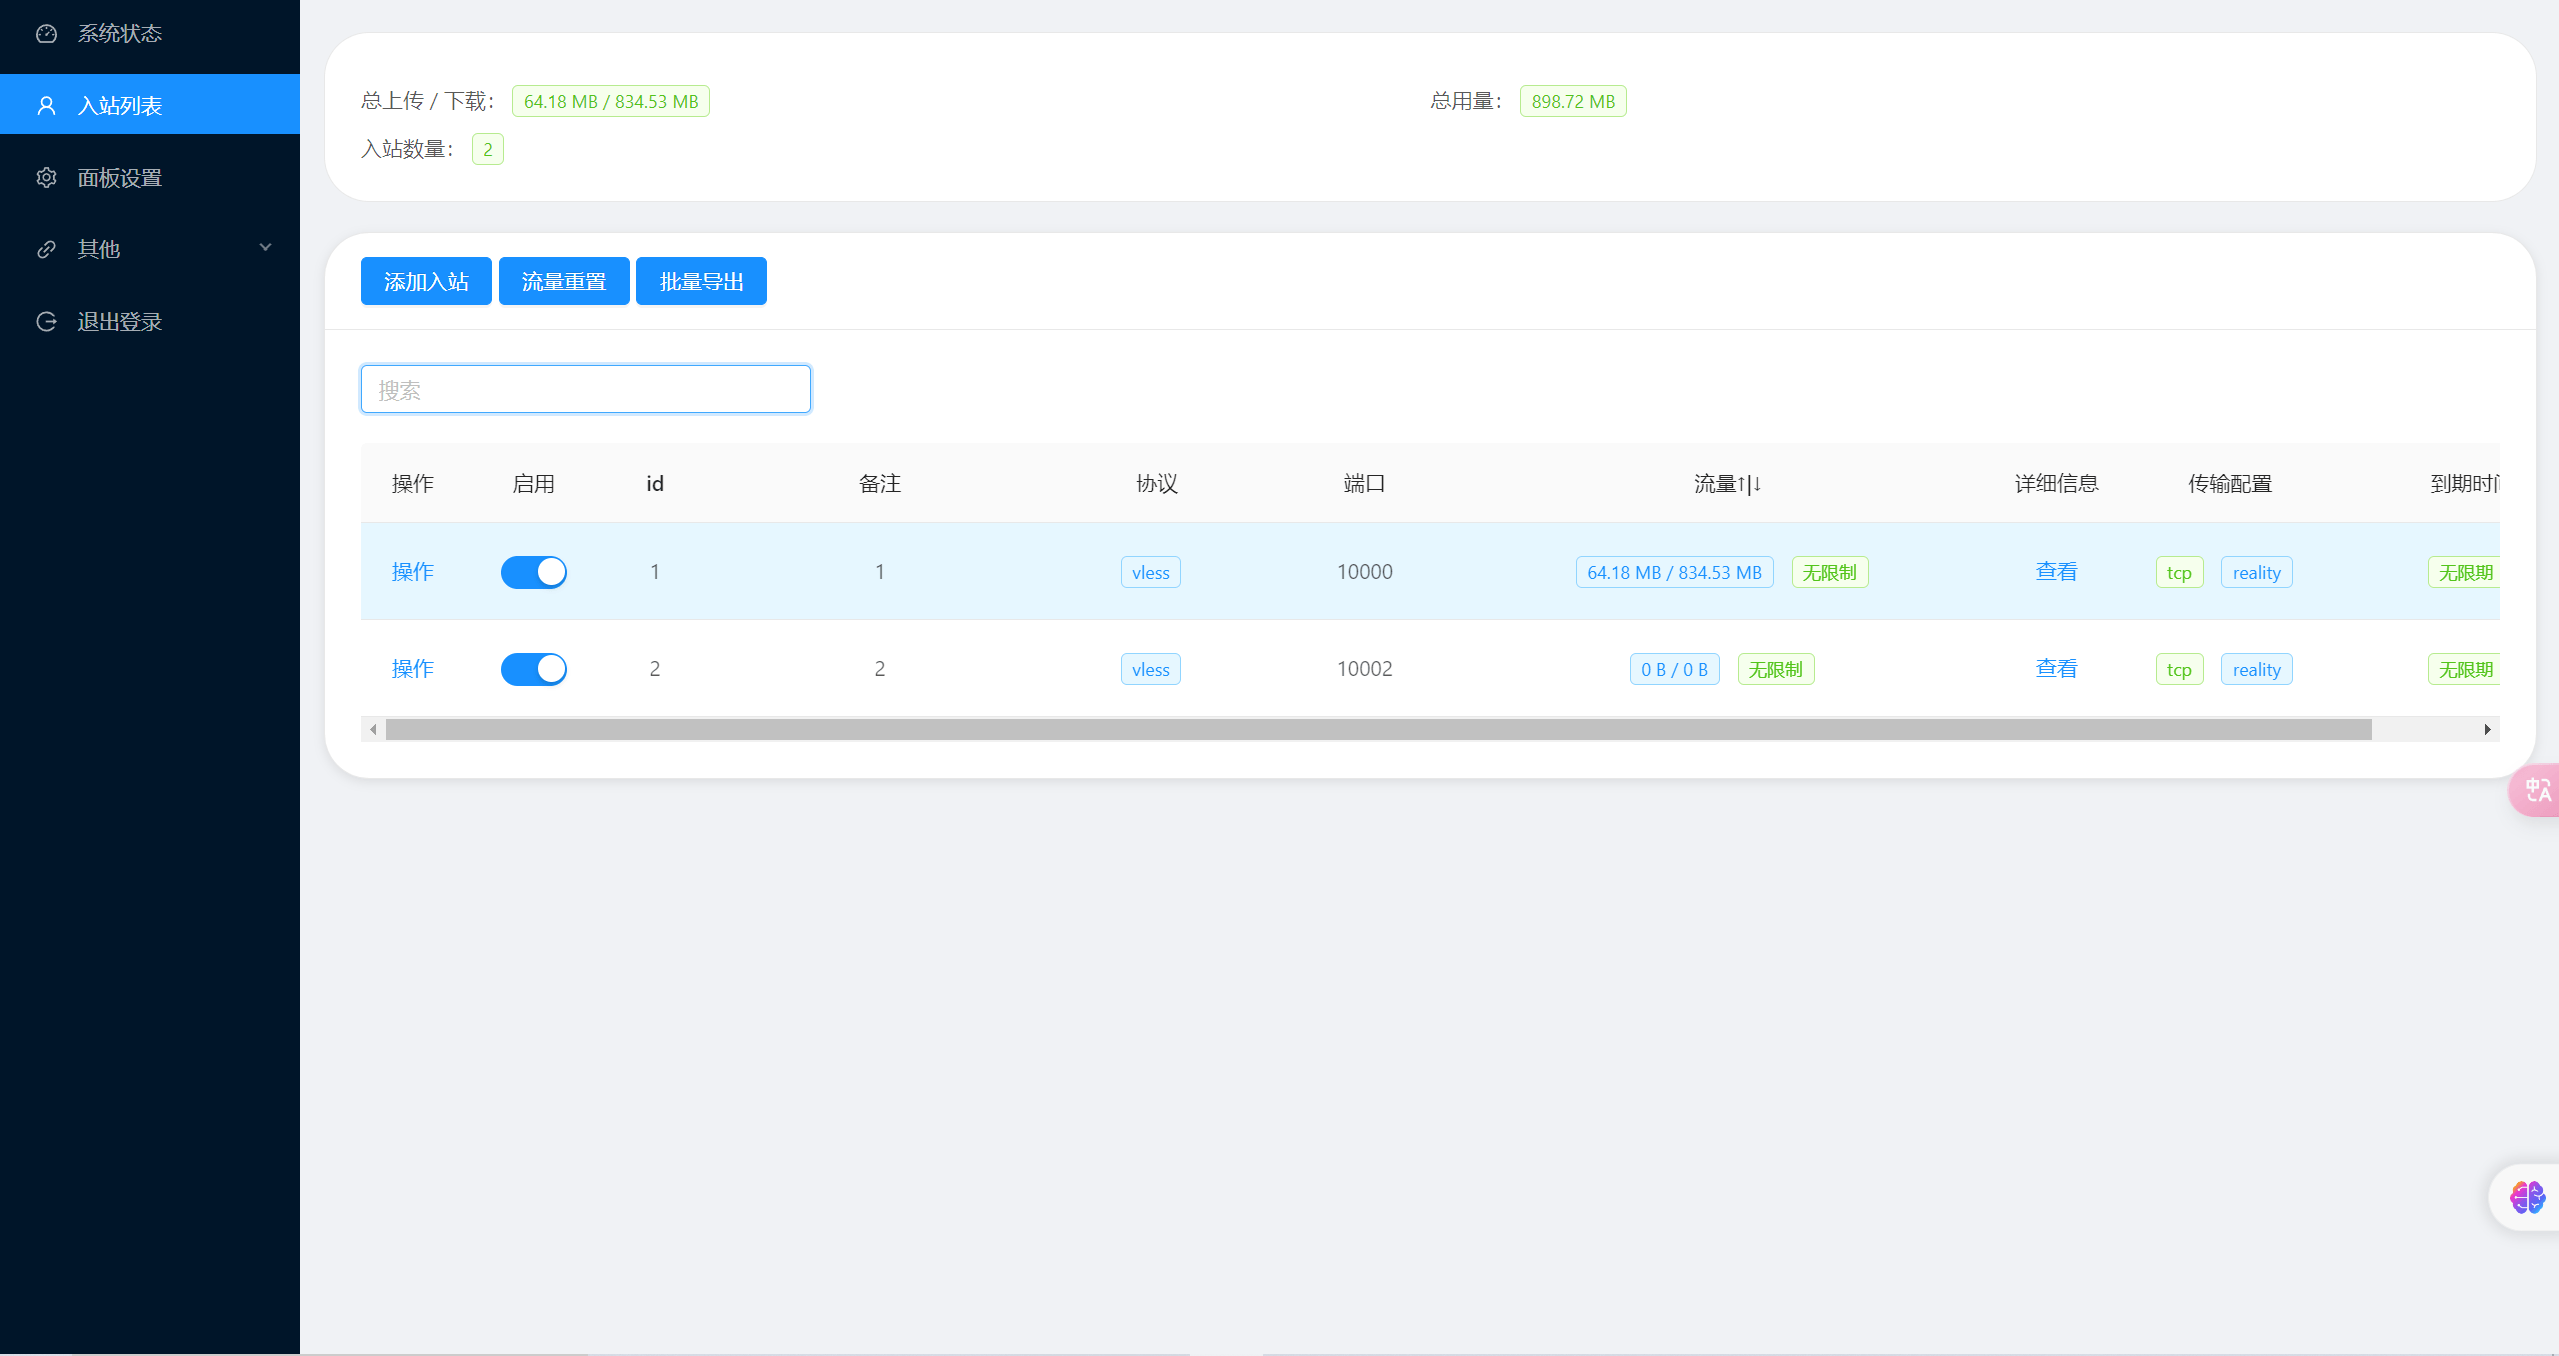 系统状态
入站列表
面板设置
其他
退出登录
总上传 / 下载： 64.18 MB / 834.53 MB 总用量： 898.72 MB
入站数量： 2
添加入站 流量重置 批量导出
搜索
操作 启用 id 备注 协议 端口 流量↑|↓ 详细信息 传输配置 到期时间
操作 1 1 vless 10000 64.18 MB / 834.53 MB 无限制 查看 tcp reality 无限期
操作 2 2 vless 10002 0 B / 0 B 无限制 查看 tcp reality 无限期